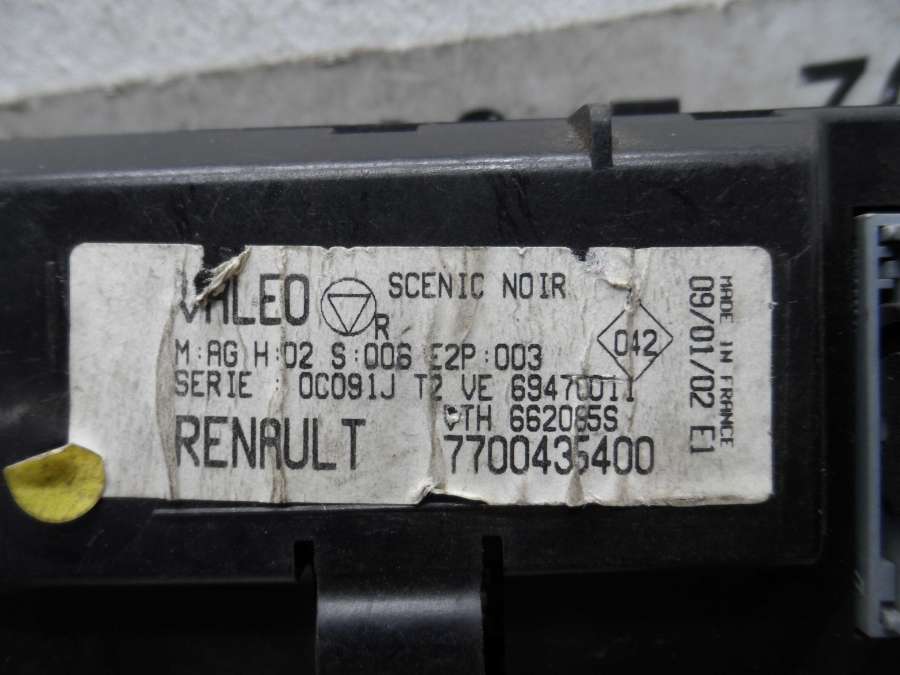 VALEO R SCENIC NOIR
M:AG H:02 S:006 E2P:003
042
SERIE : 0C091J T2 VE 69470011
VTH 662085S
RENAULT 7700435400
MADE IN FRANCE
09/01/02 E1